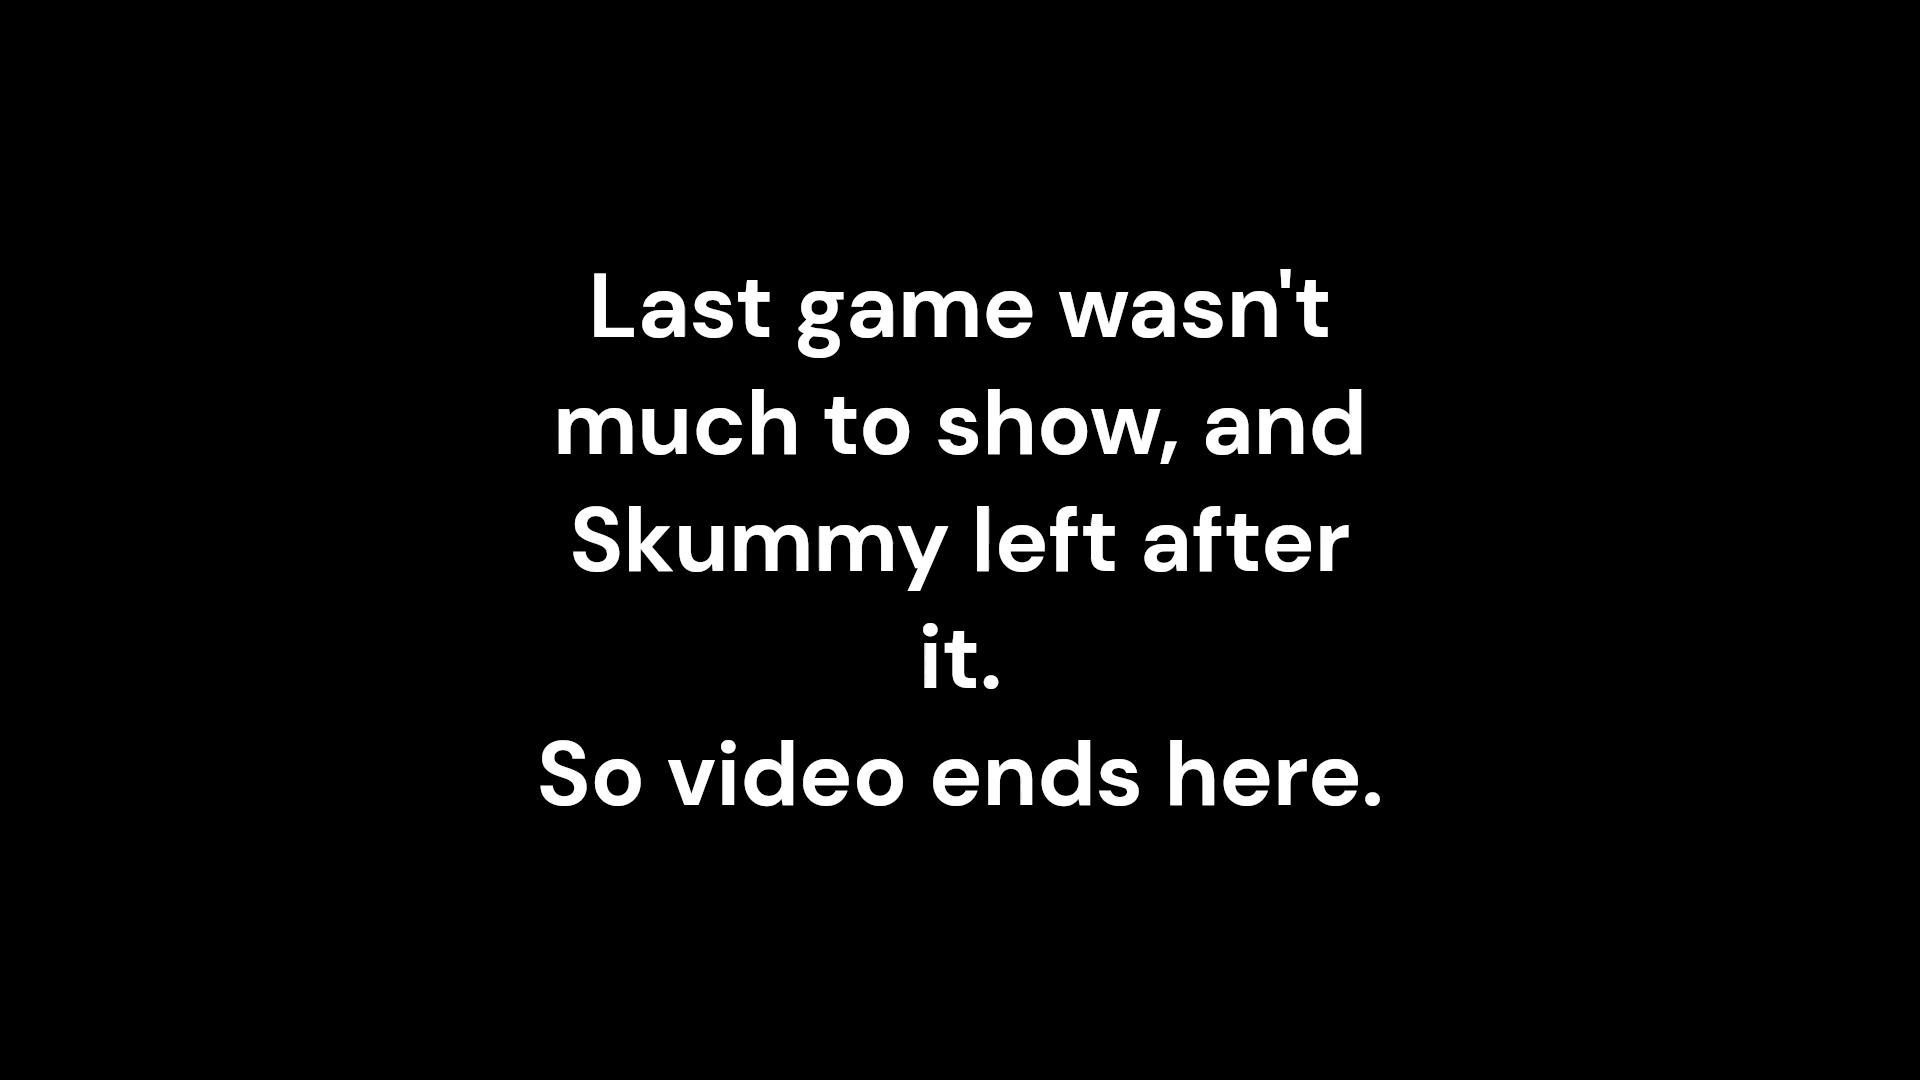 Last game wasn't
much to show, and
Skummy left after
it.
So video ends here.